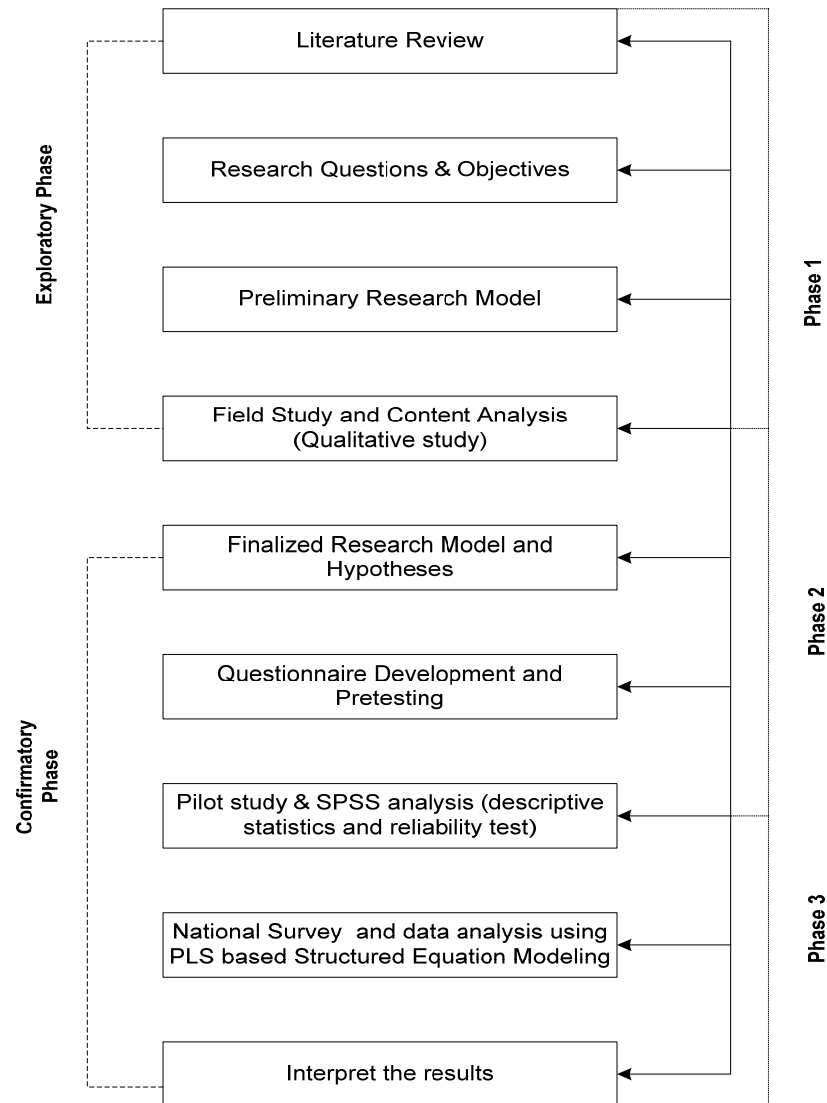 Literature Review
Research Questions & Objectives
Exploratory Phase
Preliminary Research Model
Phase 1
Field Study and Content Analysis
(Qualitative study)
Finalized Research Model and
Hypotheses
Phase 2
Questionnaire Development and
Pretesting
Confirmatory
Phase
Pilot study & SPSS analysis (descriptive
statistics and reliability test)
National Survey and data analysis using
PLS based Structured Equation Modeling
Phase 3
Interpret the results